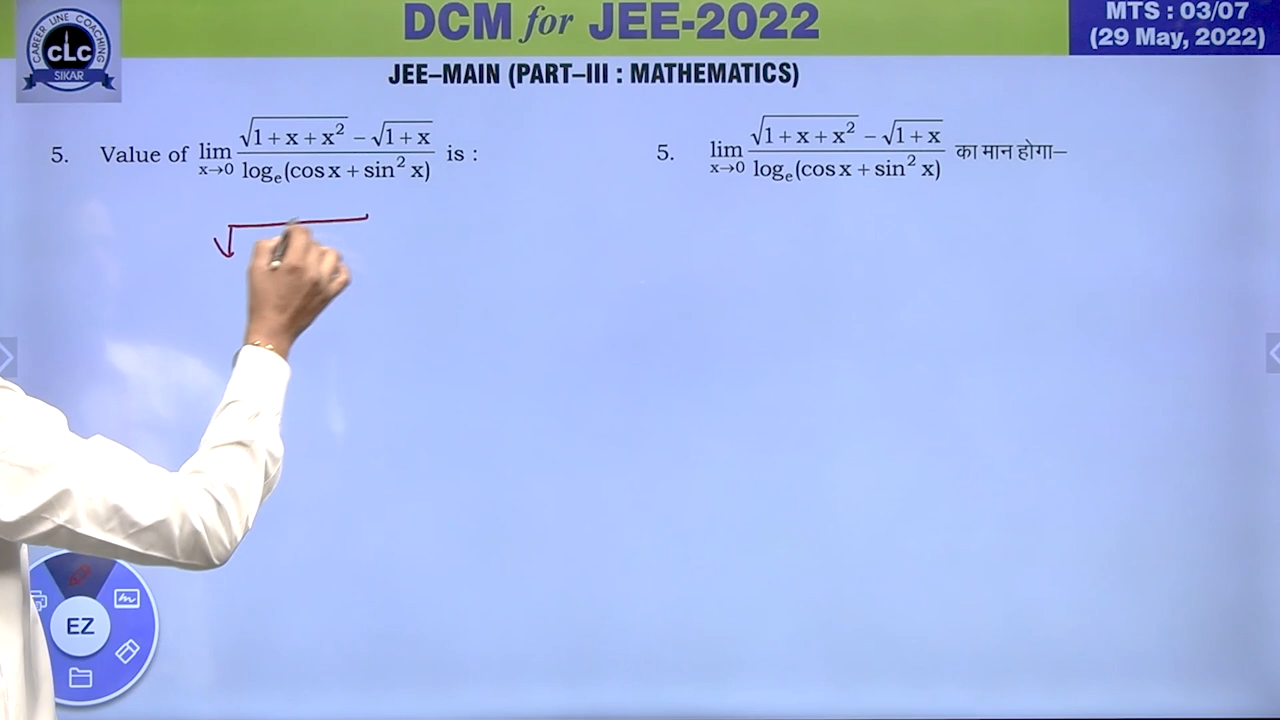 DCM for JEE-2022
MTS : 03/07
(29 May, 2022)
CAREER LINE COACHING
CLC
SIKAR
JEE–MAIN (PART–III : MATHEMATICS)
5. Value of lim x→0 (√(1+x+x²) − √(1+x)) / (logₑ(cos x + sin² x)) is :
5. lim x→0 (√(1+x+x²) − √(1+x)) / (logₑ(cos x + sin² x)) का मान होगा–
EZ